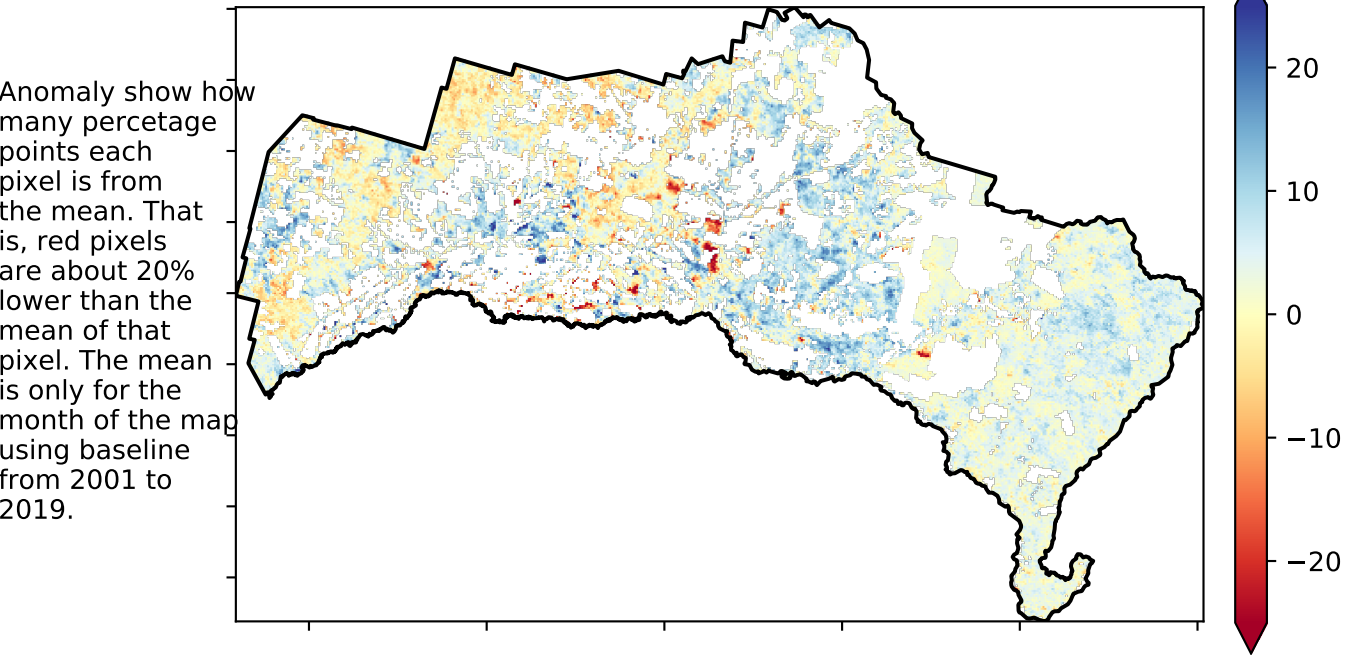 Anomaly show how
many percetage
points each
pixel is from
the mean. That
is, red pixels
are about 20%
lower than the
mean of that
pixel. The mean
is only for the
month of the map
using baseline
from 2001 to
2019.
20
10
0
−10
−20